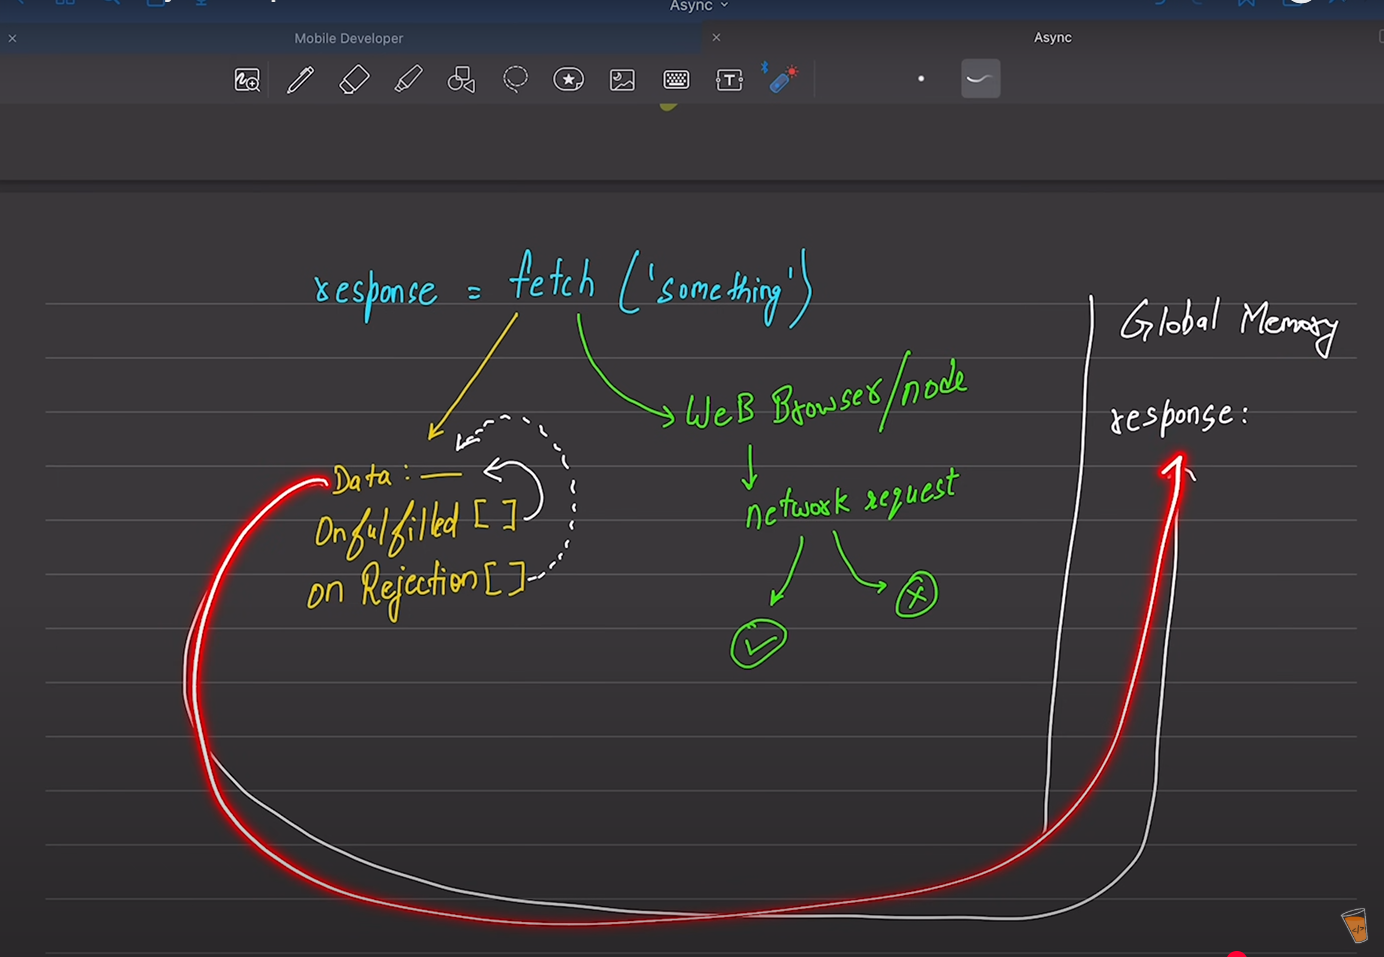 Async
Mobile Developer
Async
T
response = fetch ('something')
Global Memory
WeB Browser/node
response:
Data: —
network request
Onfulfilled [ ]
on Rejection [ ]
</>